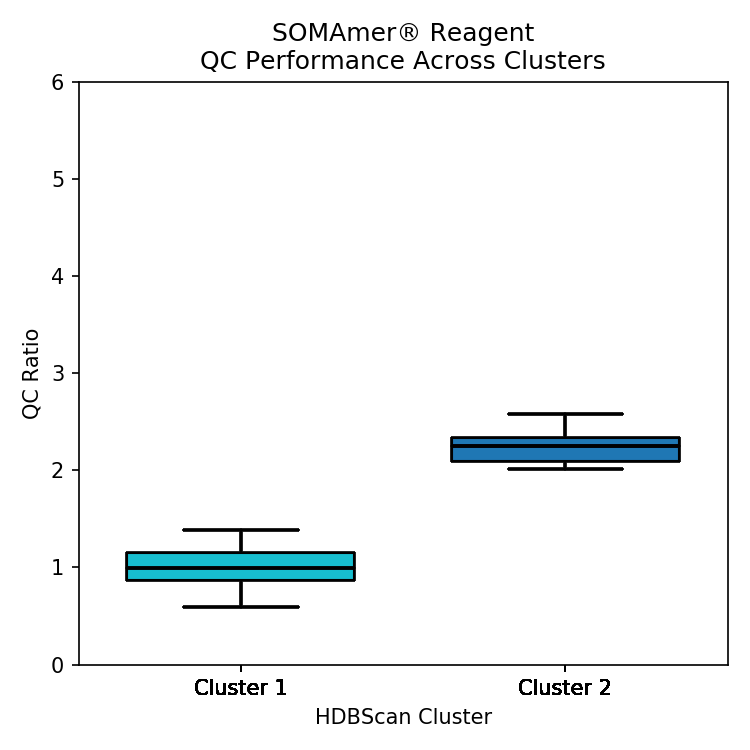 SOMAmer® Reagent
QC Performance Across Clusters
6
5
4
3
2
1
0
QC Ratio
Cluster 1
Cluster 2
HDBScan Cluster